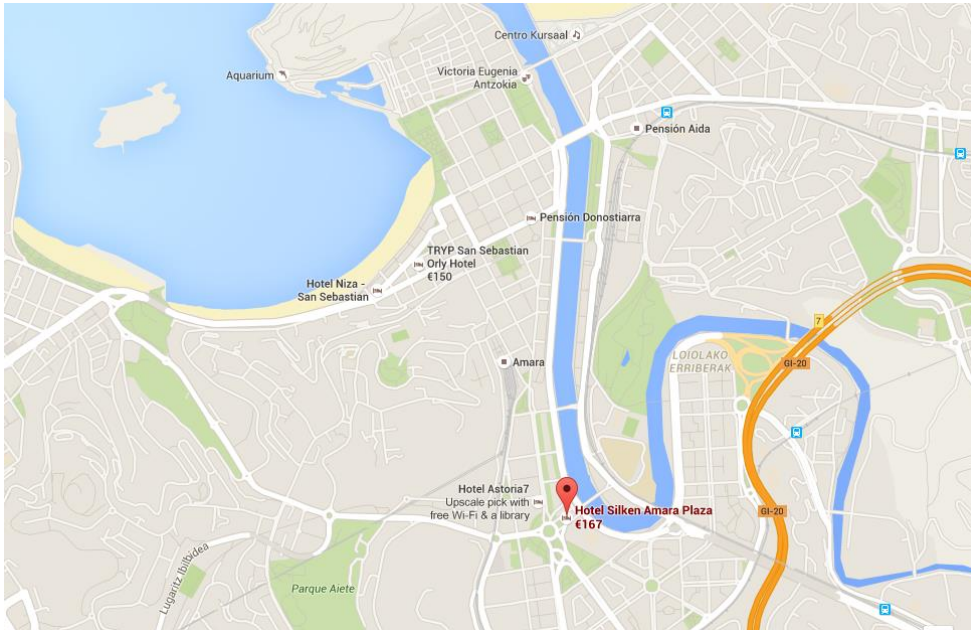 Centro Kursaal
Aquarium
Victoria Eugenia
Antzokia
Pensión Aida
Pensión Donostiarra
TRYP San Sebastian
Orly Hotel
€150
Hotel Niza -
San Sebastian
7
LOIOLAKO
ERRIBERAK
GI-20
Amara
Hotel Astoria7
Upscale pick with
free Wi-Fi & a library
Hotel Silken Amara Plaza
€167
GI-20
Lugaritz Ibilbidea
Parque Aiete